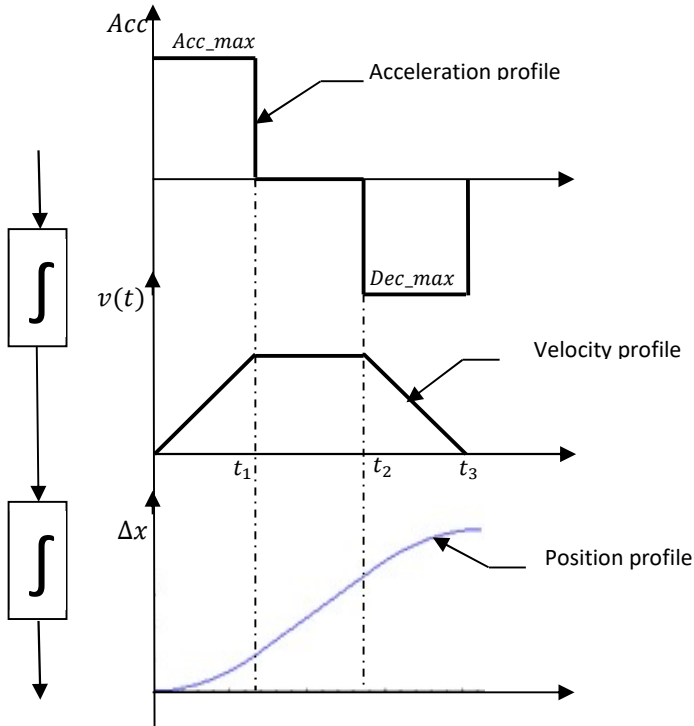 Acc
Acc_max
Acceleration profile
∫
Dec_max
v(t)
Velocity profile
t₁
t₂
t₃
∫
Δx
Position profile